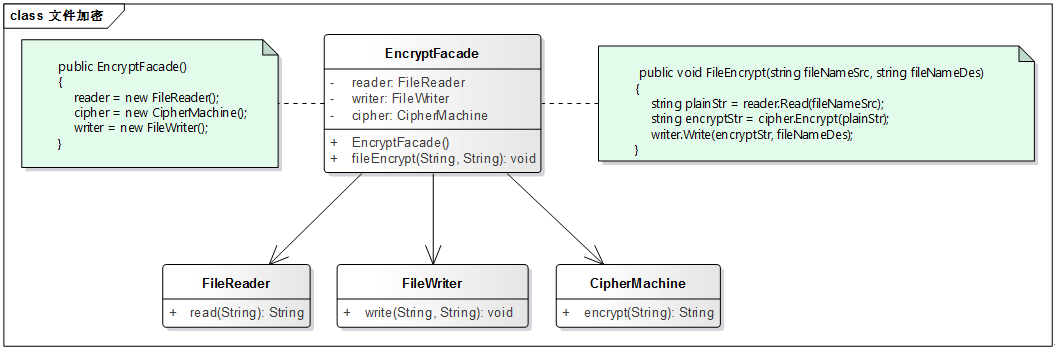 class 文件加密
public EncryptFacade()
{
reader = new FileReader();
cipher = new CipherMachine();
writer = new FileWriter();
}
EncryptFacade
- reader: FileReader
- writer: FileWriter
- cipher: CipherMachine
+ EncryptFacade()
+ fileEncrypt(String, String): void
public void FileEncrypt(string fileNameSrc, string fileNameDes)
{
string plainStr = reader.Read(fileNameSrc);
string encryptStr = cipher.Encrypt(plainStr);
writer.Write(encryptStr, fileNameDes);
}
FileReader
+ read(String): String
FileWriter
+ write(String, String): void
CipherMachine
+ encrypt(String): String